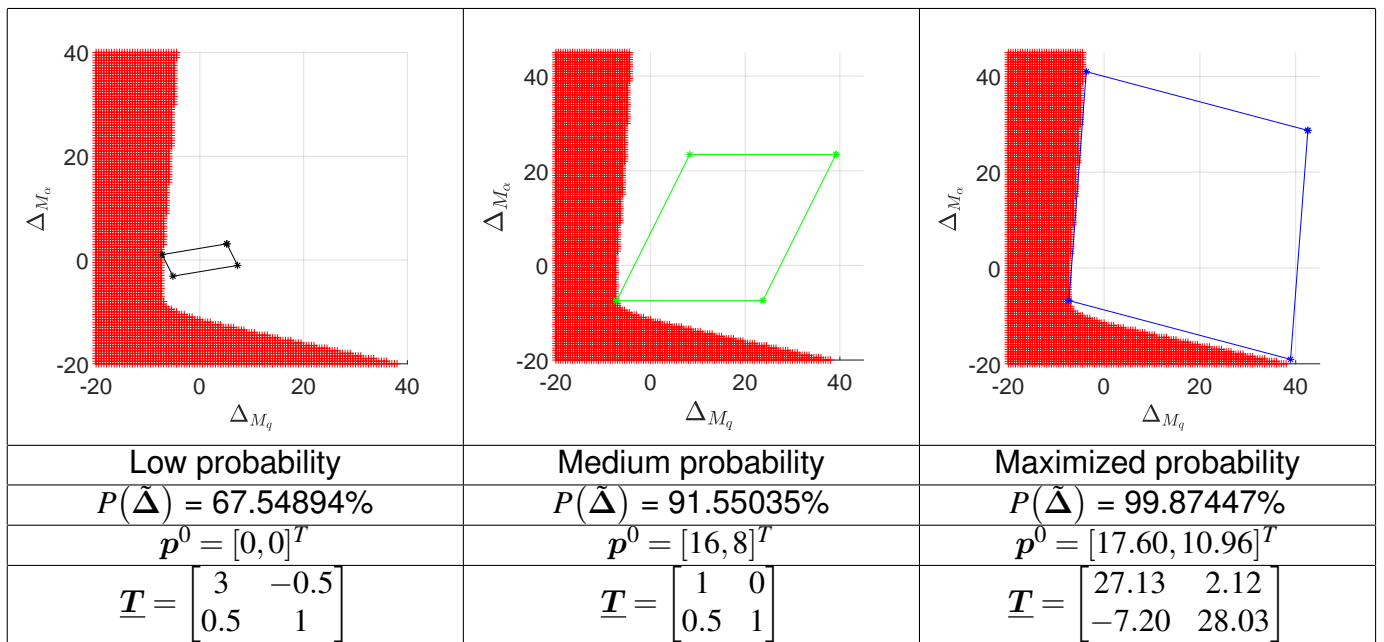 40
20
0
-20
-20 0 20 40
Δ_{M_α}
Δ_{M_q}
40
20
0
-20
-20 0 20 40
Δ_{M_α}
Δ_{M_q}
40
20
0
-20
-20 0 20 40
Δ_{M_α}
Δ_{M_q}
Low probability Medium probability Maximized probability
P(Δ̃) = 67.54894% P(Δ̃) = 91.55035% P(Δ̃) = 99.87447%
p⁰ = [0,0]ᵀ p⁰ = [16,8]ᵀ p⁰ = [17.60,10.96]ᵀ
T = [3 −0.5; 0.5 1] T = [1 0; 0.5 1] T = [27.13 2.12; −7.20 28.03]